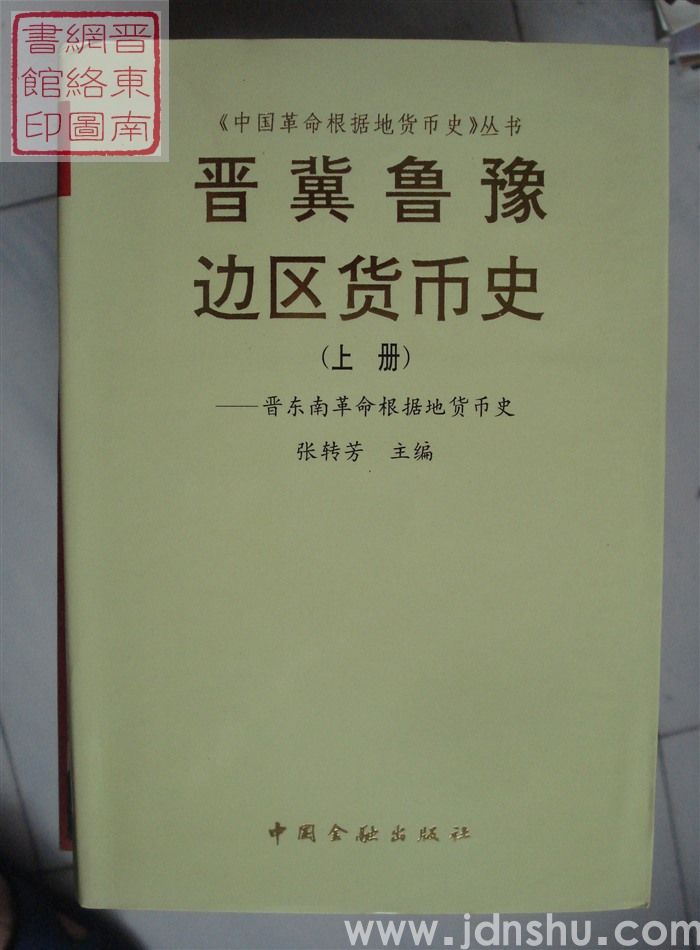 晋東南
網絡圖
書館印
《中国革命根据地货币史》丛书
晋冀鲁豫
边区货币史
(上 册)
——晋东南革命根据地货币史
张转芳 主编
中国金融出版社
www.jdnshu.com